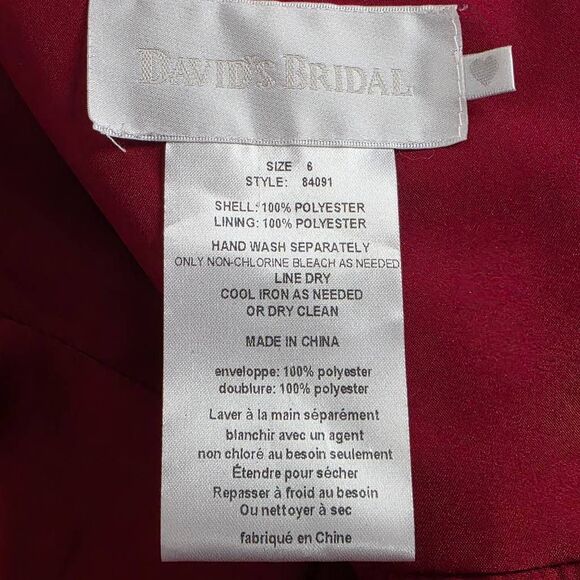 DAVID'S BRIDAL
SIZE 6
STYLE: 84091
SHELL: 100% POLYESTER
LINING: 100% POLYESTER
HAND WASH SEPARATELY
ONLY NON-CHLORINE BLEACH AS NEEDED
LINE DRY
COOL IRON AS NEEDED
OR DRY CLEAN
MADE IN CHINA
enveloppe: 100% polyester
doublure: 100% polyester
Laver à la main séparément
blanchir avec un agent
non chloré au besoin seulement
Étendre pour sécher
Repasser à froid au besoin
Ou nettoyer à sec
fabriqué en Chine